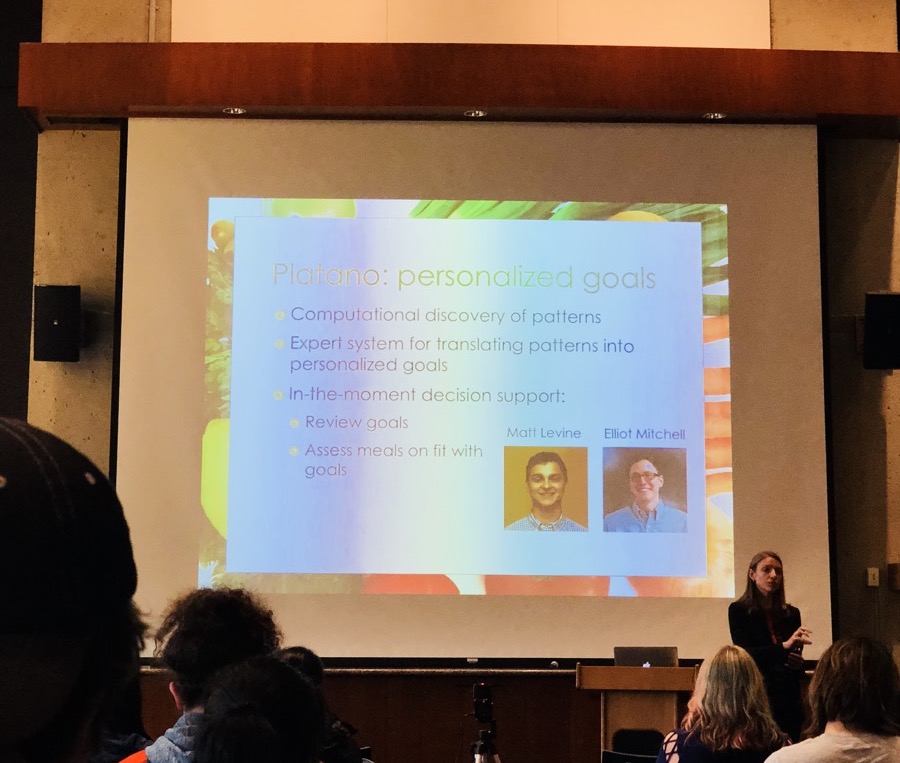 Platano: personalized goals
Computational discovery of patterns
Expert system for translating patterns into
personalized goals
In-the-moment decision support:
Review goals
Assess meals on fit with
goals
Matt Levine
Elliot Mitchell